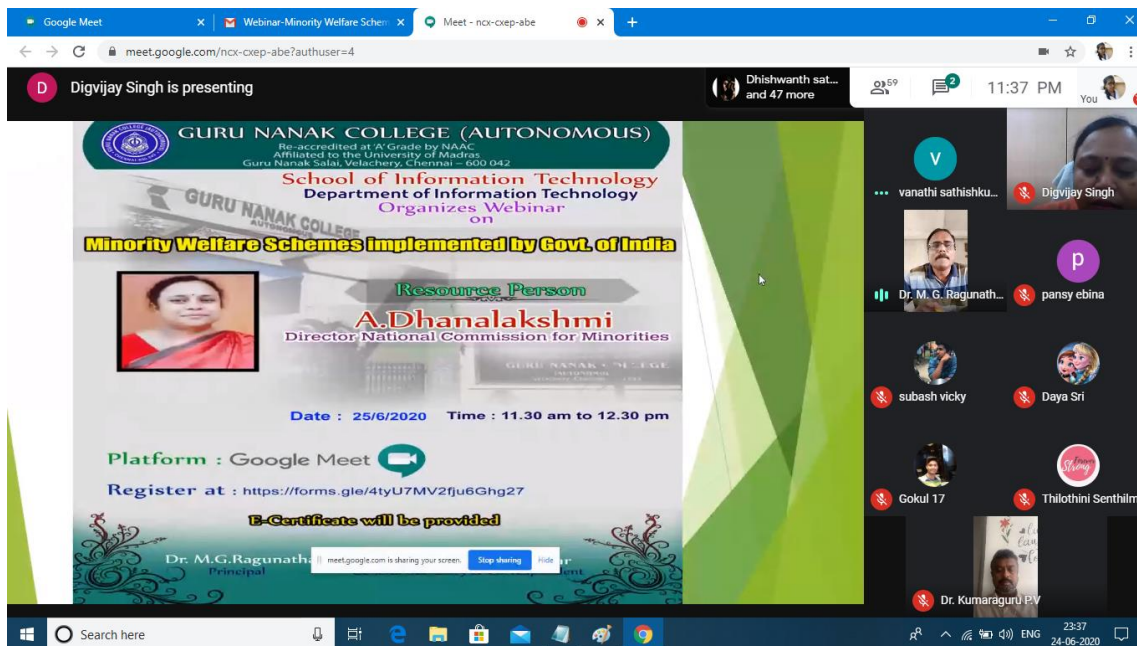 Google Meet
Webinar-Minority Welfare Schem
Meet - ncx-cxep-abe
meet.google.com/ncx-cxep-abe?authuser=4
D
Digvijay Singh is presenting
Dhishwanth sat...
and 47 more
59
2
11:37 PM
You
GURU NANAK COLLEGE (AUTONOMOUS)
Re-accredited at 'A' Grade by NAAC
Affiliated to the University of Madras
Guru Nanak Salai, Velachery, Chennai – 600 042
School of Information Technology
Department of Information Technology
Organizes Webinar
on
GURU NANAK COLLEGE
AUTONOMOUS
Minority Welfare Schemes implemented by Govt. of India
Resource Person
A.Dhanalakshmi
Director National Commission for Minorities
Date : 25/6/2020 Time : 11.30 am to 12.30 pm
Platform : Google Meet
Register at : https://forms.gle/4tyU7MV2fju6Ghg27
E-Certificate will be provided
Dr. M.G.Ragunath
Principal
meet.google.com is sharing your screen.
Stop sharing
Hide
V
vanathi sathishku...
Digvijay Singh
Dr. M. G. Ragunath...
p
pansy ebina
subash vicky
Daya Sri
Gokul 17
Strong
Thilothini Senthilm
Dr. Kumaraguru P.V
Search here
ENG
23:37
24-06-2020